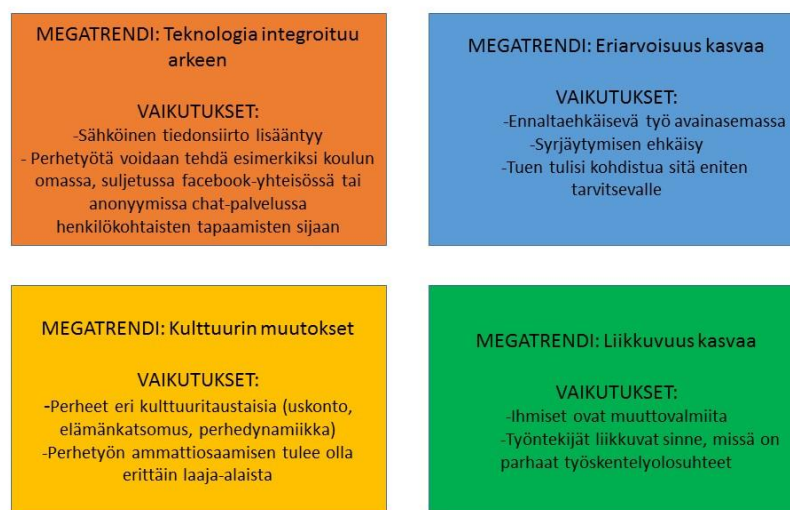 MEGATRENDI: Teknologia integroituu
arkeen
VAIKUTUKSET:
-Sähköinen tiedonsiirto lisääntyy
- Perhetyötä voidaan tehdä esimerkiksi koulun
omassa, suljetussa facebook-yhteisössä tai
anonyymissa chat-palvelussa
henkilökohtaisten tapaamisten sijaan
MEGATRENDI: Eriarvoisuus kasvaa
VAIKUTUKSET:
-Ennaltaehkäisevä työ avainasemassa
-Syrjäytymisen ehkäisy
-Tuen tulisi kohdistua sitä eniten
tarvitsevalle
MEGATRENDI: Kulttuurin muutokset
VAIKUTUKSET:
-Perheet eri kulttuuritaustaisia (uskonto,
elämänkatsomus, perhedynamiikka)
-Perhetyön ammattiosaamisen tulee olla
erittäin laaja-alaista
MEGATRENDI: Liikkuvuus kasvaa
VAIKUTUKSET:
-Ihmiset ovat muuttovalmiita
-Työntekijät liikkuvat sinne, missä on
parhaat työskentelyolosuhteet